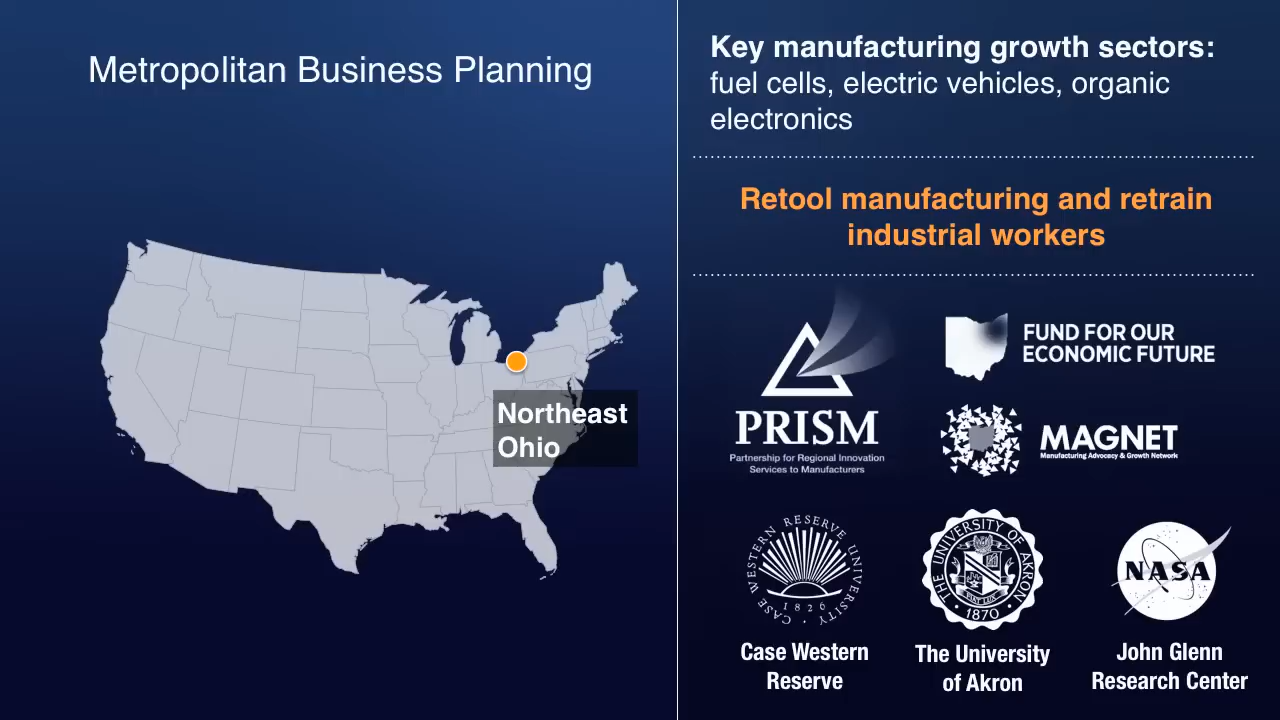 Metropolitan Business Planning
Northeast
Ohio
Key manufacturing growth sectors:
fuel cells, electric vehicles, organic
electronics
Retool manufacturing and retrain
industrial workers
PRISM
Partnership for Regional Innovation
Services to Manufacturers
FUND FOR OUR
ECONOMIC FUTURE
MAGNET
Manufacturing Advocacy & Growth Network
CASE WESTERN RESERVE UNIVERSITY
1826
THE UNIVERSITY OF AKRON
FIAT LUX
1870
NASA
Case Western
Reserve
The University
of Akron
John Glenn
Research Center